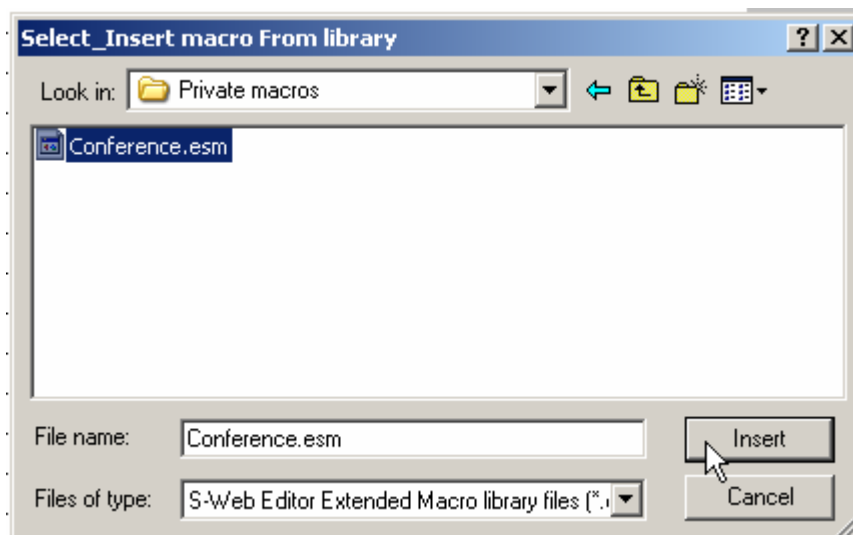 Select_Insert macro From library
Look in: Private macros
Conference.esm
File name: Conference.esm Insert
Files of type: S-Web Editor Extended Macro library files (*. Cancel